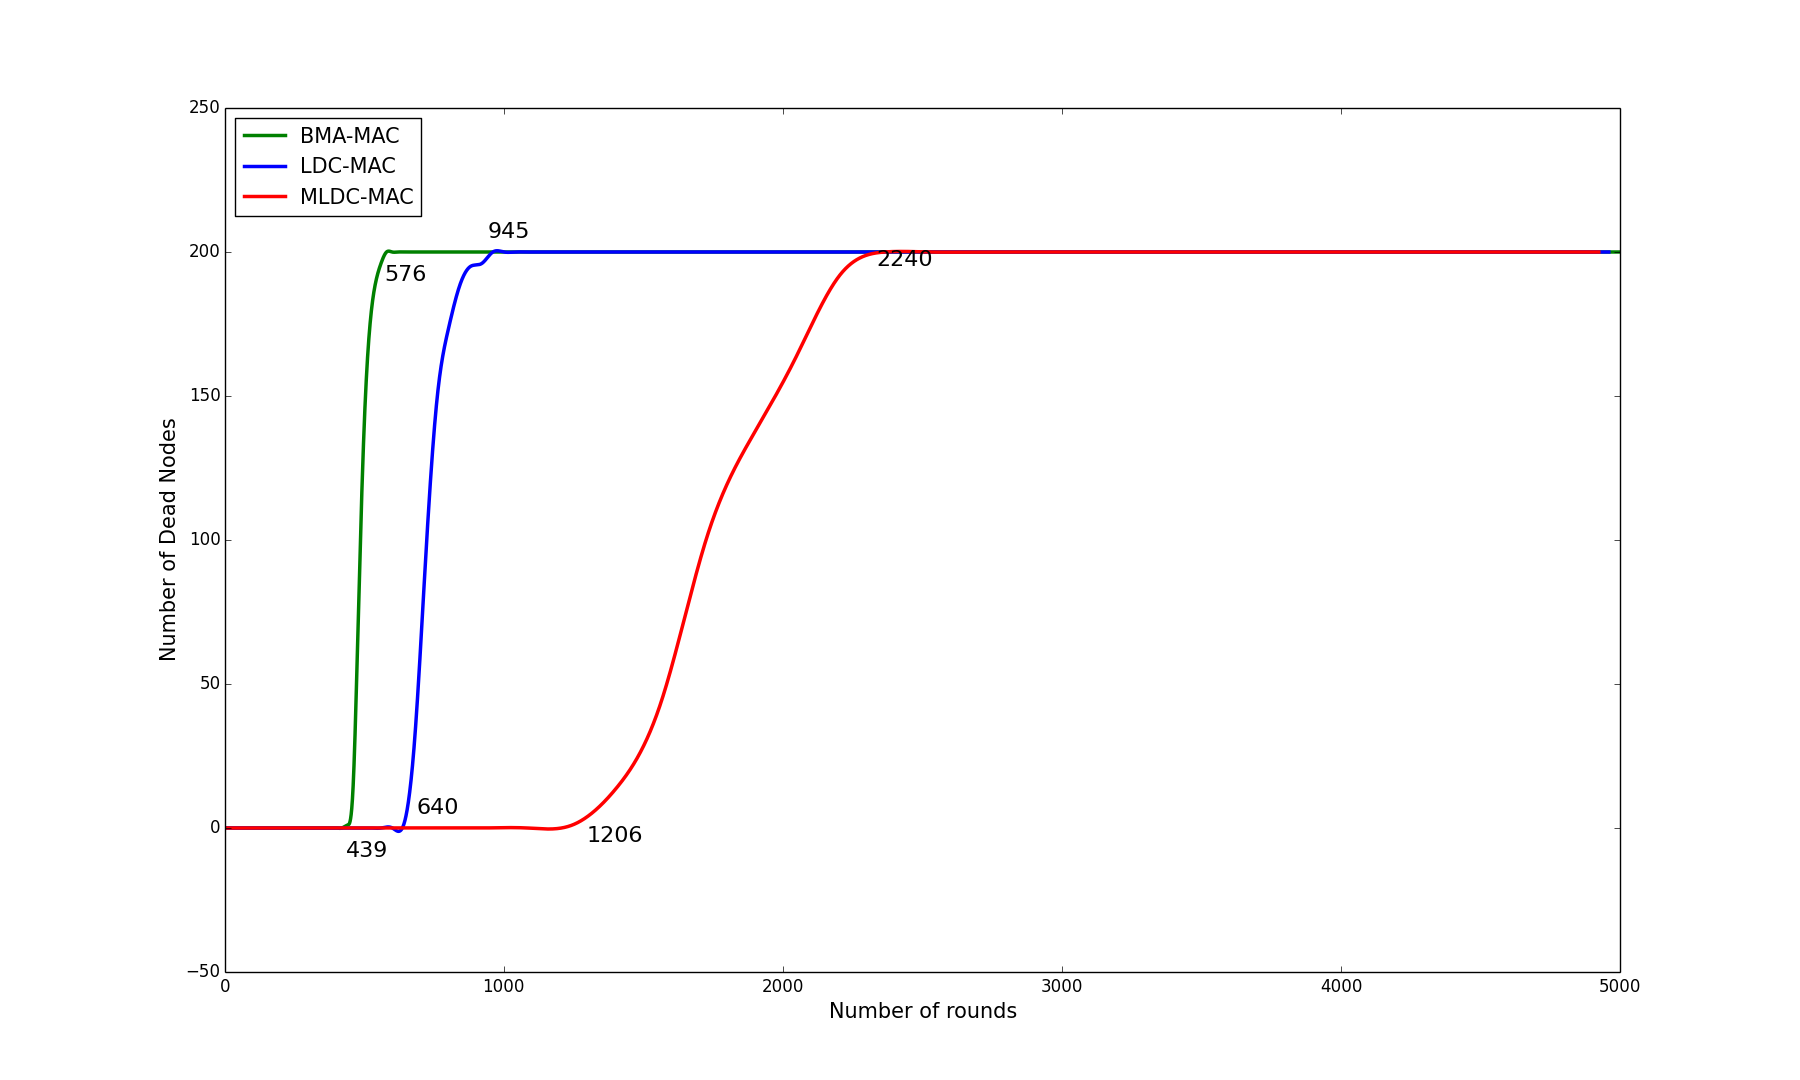 250
BMA-MAC
LDC-MAC
MLDC-MAC
945
200
2240
576
150
Number of Dead Nodes
100
50
640
0
1206
439
−50
0 1000 2000 3000 4000 5000
Number of rounds